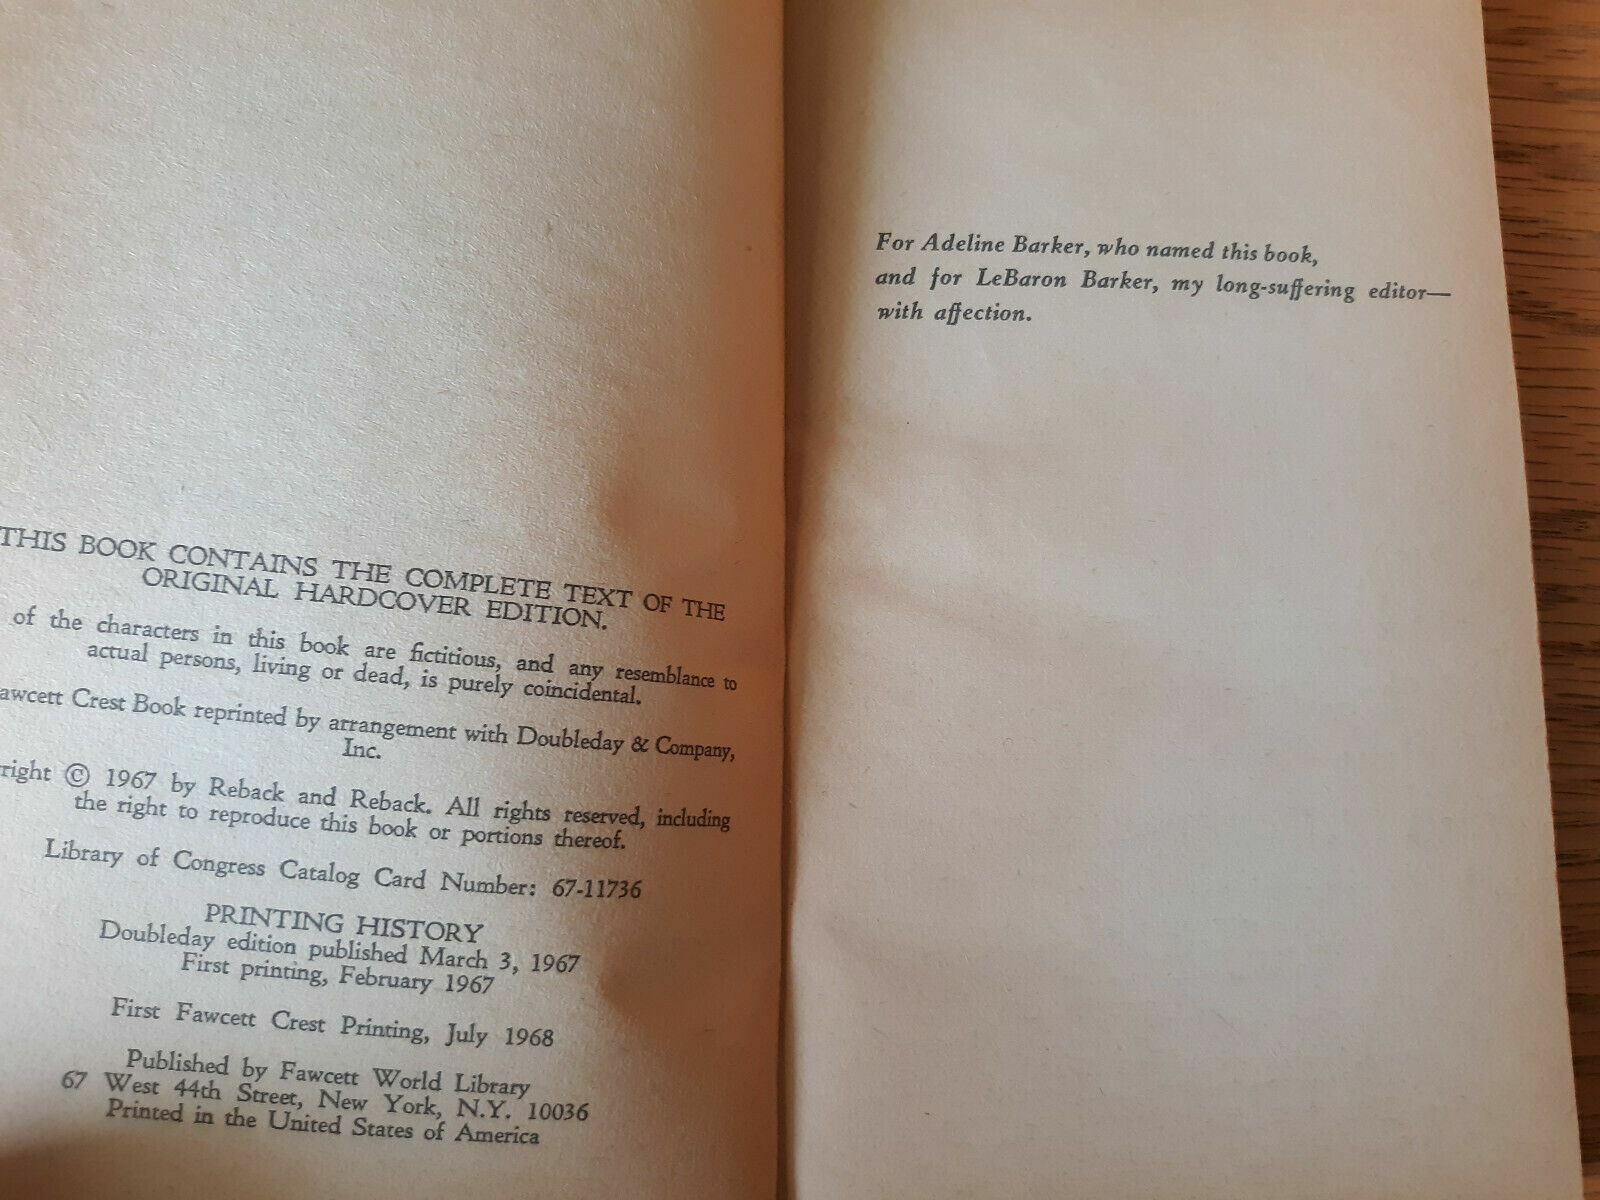 THIS BOOK CONTAINS THE COMPLETE TEXT OF THE
ORIGINAL HARDCOVER EDITION.
of the characters in this book are fictitious, and any resemblance to
actual persons, living or dead, is purely coincidental.
awcett Crest Book reprinted by arrangement with Doubleday & Company,
Inc.
right © 1967 by Reback and Reback. All rights reserved, including
the right to reproduce this book or portions thereof.
Library of Congress Catalog Card Number: 67-11736
PRINTING HISTORY
Doubleday edition published March 3, 1967
First printing, February 1967
First Fawcett Crest Printing, July 1968
Published by Fawcett World Library
67 West 44th Street, New York, N.Y. 10036
Printed in the United States of America
For Adeline Barker, who named this book,
and for LeBaron Barker, my long-suffering editor—
with affection.